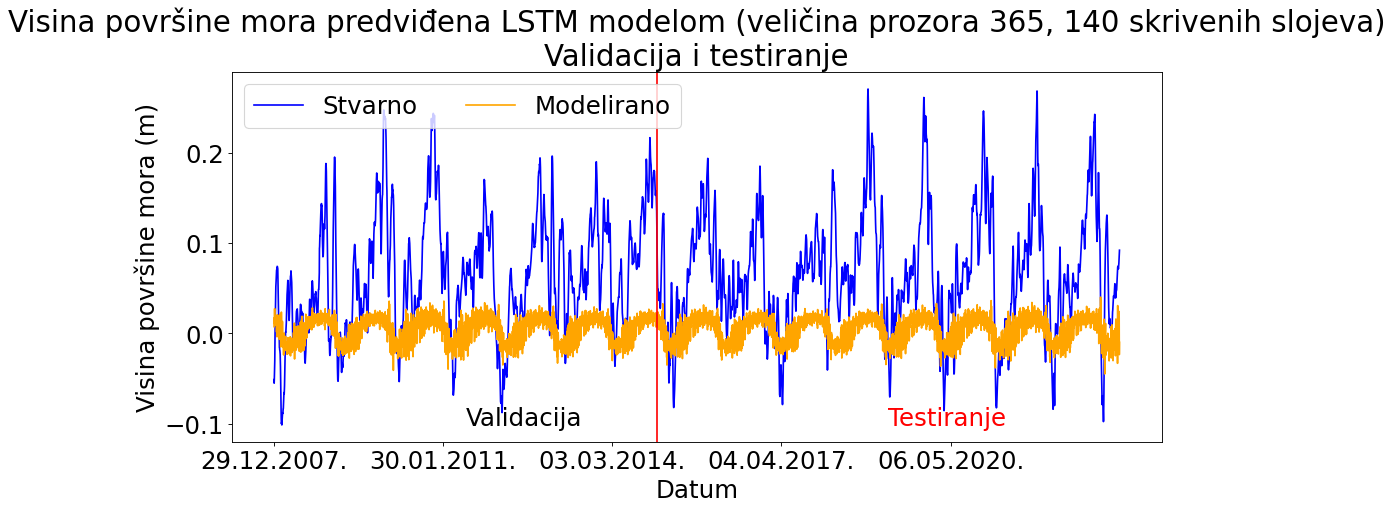 Visina površine mora predviđena LSTM modelom (veličina prozora 365, 140 skrivenih slojeva)
Validacija i testiranje
Stvarno Modelirano
Visina površine mora (m)
0.2
0.1
0.0
−0.1
Validacija Testiranje
29.12.2007. 30.01.2011. 03.03.2014. 04.04.2017. 06.05.2020.
Datum